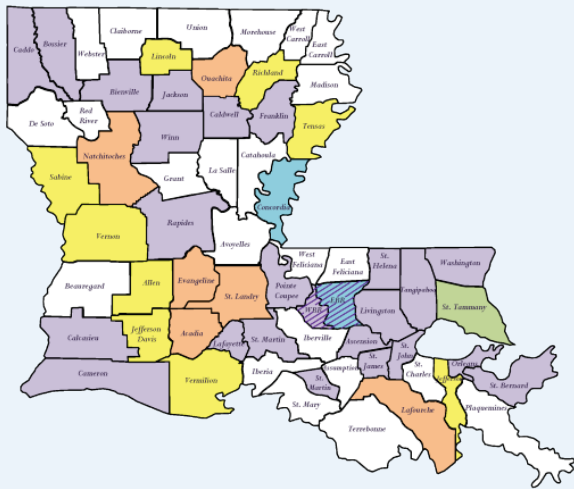 Caddo
Bossier
Webster
Claiborne
Union
Morehouse
West
Carroll
East
Carroll
Lincoln
Ouachita
Richland
Madison
Bienville
Jackson
De Soto
Red
River
Caldwell
Franklin
Tensas
Winn
Natchitoches
Sabine
Grant
La Salle
Catahoula
Concordia
Vernon
Rapides
Avoyelles
Beauregard
Allen
Evangeline
St. Landry
Pointe
Coupee
West
Feliciana
East
Feliciana
St.
Helena
Tangipahoa
Washington
St. Tammany
WBR
EBR
Livingston
Calcasieu
Jefferson
Davis
Acadia
Lafayette
St. Martin
Iberville
Ascension
St.
James
St.
John
St.
Charles
Orleans
Jefferson
St. Bernard
Cameron
Vermilion
Iberia
St.
Martin
Assumption
St. Mary
Lafourche
Terrebonne
Plaquemines